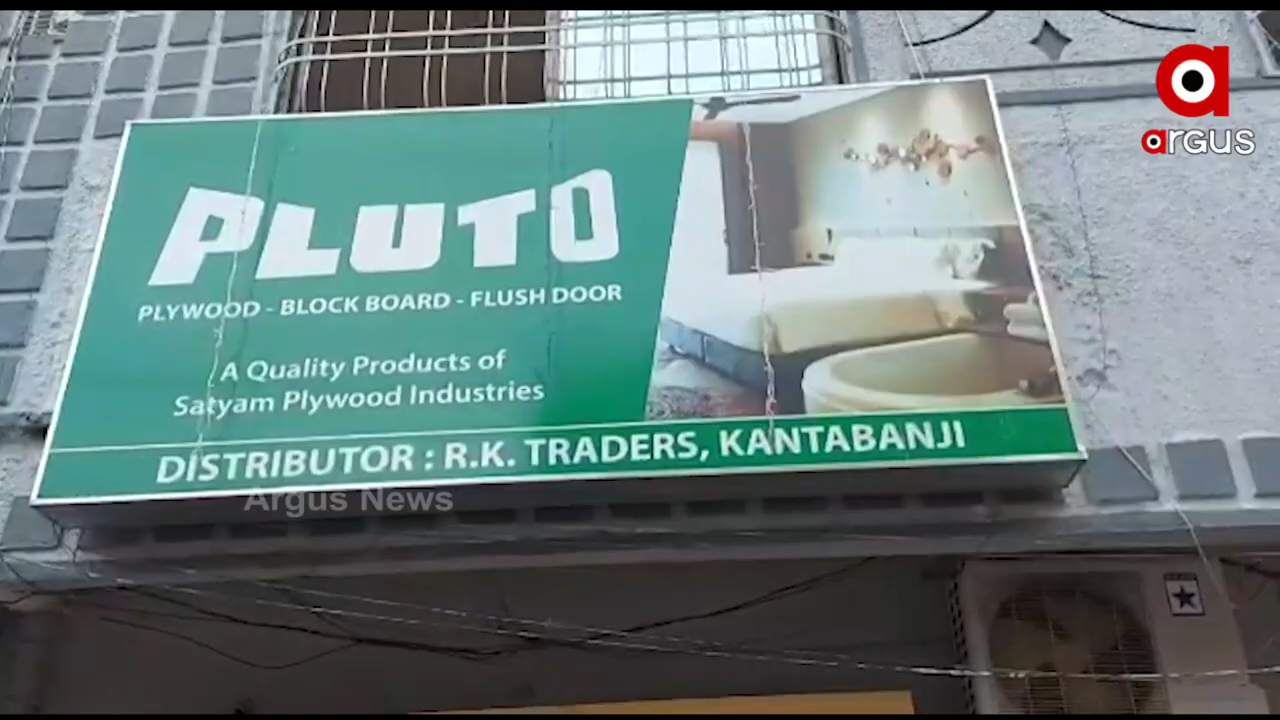 argus
PLUTO
PLYWOOD - BLOCK BOARD - FLUSH DOOR
A Quality Products of
Satyam Plywood Industries
DISTRIBUTOR : R.K. TRADERS, KANTABANJI
Argus News